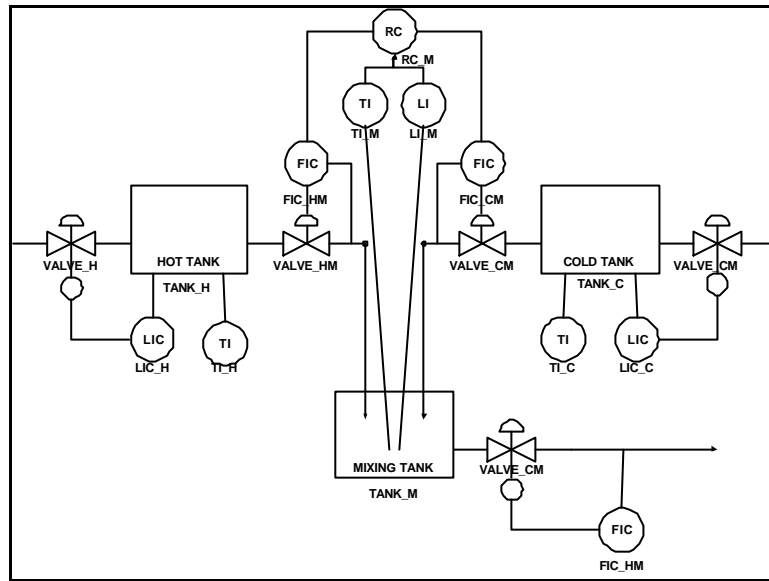 RC
RC_M
TI
LI
TI_M
LI_M
FIC
FIC
FIC_HM
FIC_CM
VALVE_H
HOT TANK
VALVE_HM
VALVE_CM
COLD TANK
VALVE_CM
TANK_H
TANK_C
LIC
TI
TI
LIC
LIC_H
TI_H
TI_C
LIC_C
MIXING TANK
VALVE_CM
TANK_M
FIC
FIC_HM